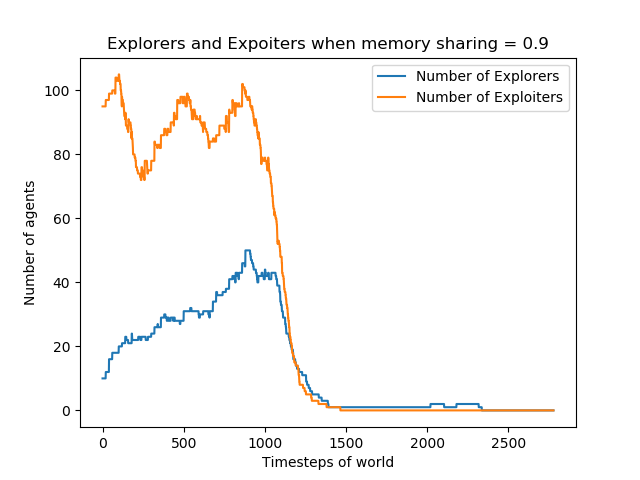 Explorers and Expoiters when memory sharing = 0.9
Number of Explorers
Number of Exploiters
Number of agents
100
80
60
40
20
0
0 500 1000 1500 2000 2500
Timesteps of world